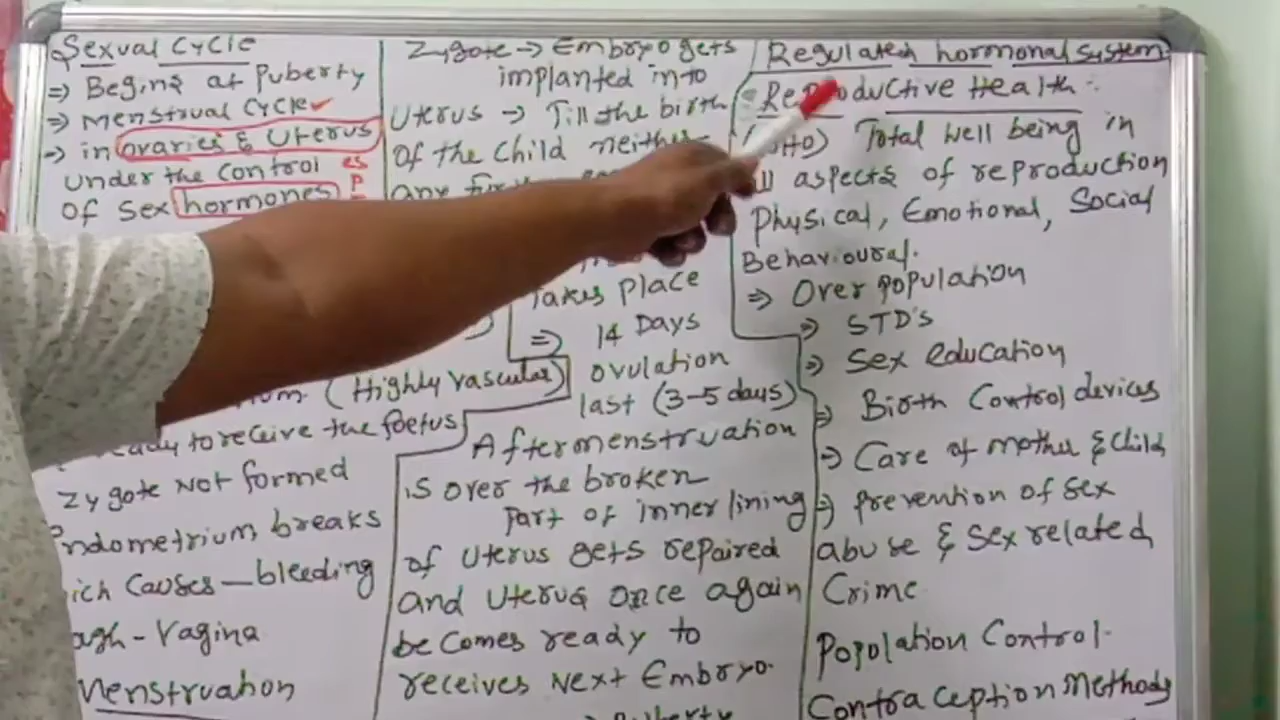 Sexual Cycle
⇒ Begins at Puberty
⇒ Menstrual Cycle ✓
→ in ovaries & Uterus
under the control es
of sex hormones P
(Highly vascular)
to receive the foetus
Zygote Not formed
Endometrium breaks
Causes — bleeding
- Vagina
Menstruation
Zygote → Embryo gets
implanted into
Uterus → Till the birth
of the child neither
Takes place
⇒ 14 Days
ovulation
last (3-5 days)
After menstruation
is over the broken
Part of inner lining
of Uterus gets repaired
and Uterus once again
becomes ready to
receives Next Embryo.
Puberty
Regulated hormonal system
Reproductive Health :
Total well being in
aspects of reproduction
Physical, Emotional, Social
Behavioural.
⇒ Over Population
⇒ STD's
⇒ Sex education
⇒ Birth Control devices
⇒ Care of mother & child
⇒ Prevention of sex
abuse & sex related
Crime
Population Control.
Contraception Methods